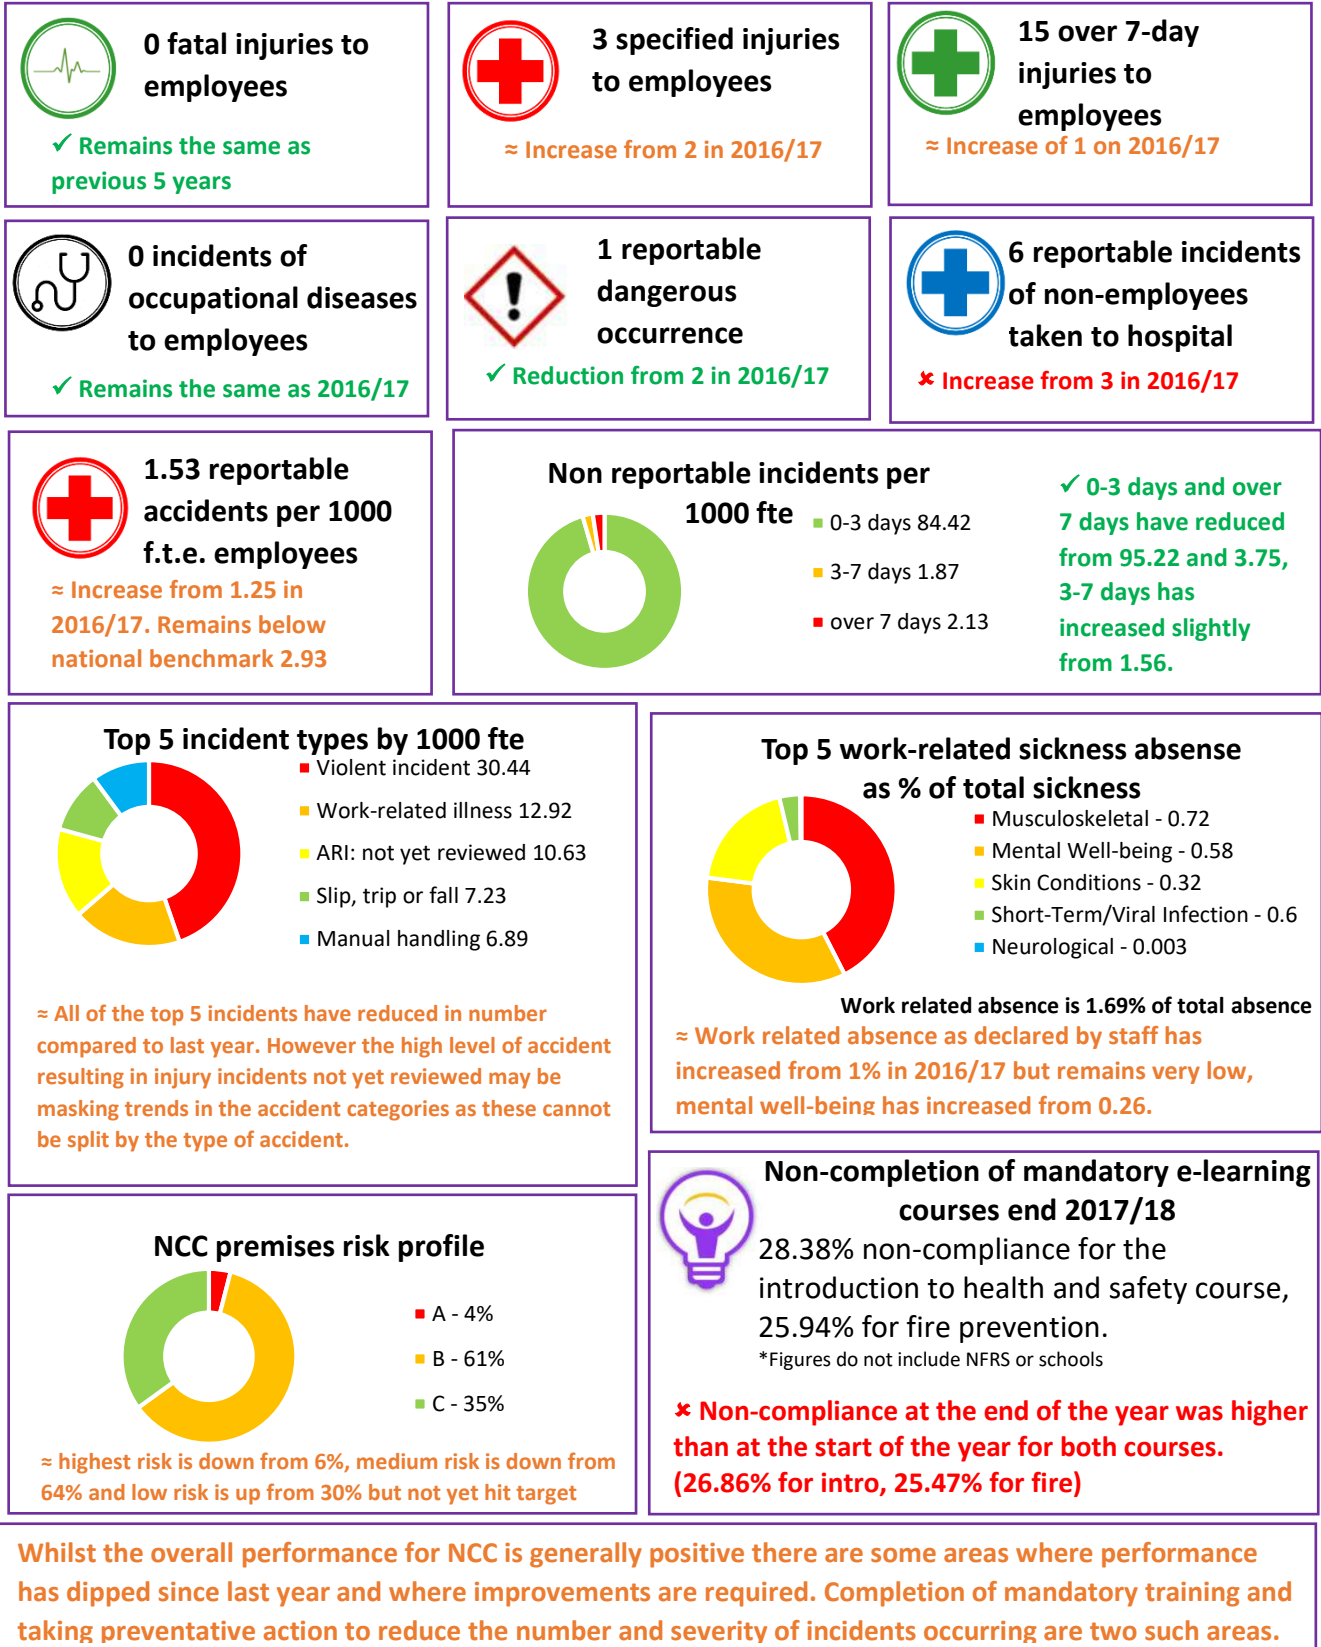 0 fatal injuries to
employees
✓ Remains the same as
previous 5 years
3 specified injuries
to employees
≈ Increase from 2 in 2016/17
15 over 7-day
injuries to
employees
≈ Increase of 1 on 2016/17
0 incidents of
occupational diseases
to employees
✓ Remains the same as 2016/17
1 reportable
dangerous
occurrence
✓ Reduction from 2 in 2016/17
6 reportable incidents
of non-employees
taken to hospital
✘ Increase from 3 in 2016/17
1.53 reportable
accidents per 1000
f.t.e. employees
≈ Increase from 1.25 in
2016/17. Remains below
national benchmark 2.93
Non reportable incidents per
1000 fte
0-3 days 84.42
3-7 days 1.87
over 7 days 2.13
✓ 0-3 days and over
7 days have reduced
from 95.22 and 3.75,
3-7 days has
increased slightly
from 1.56.
Top 5 incident types by 1000 fte
Violent incident 30.44
Work-related illness 12.92
ARI: not yet reviewed 10.63
Slip, trip or fall 7.23
Manual handling 6.89
≈ All of the top 5 incidents have reduced in number
compared to last year. However the high level of accident
resulting in injury incidents not yet reviewed may be
masking trends in the accident categories as these cannot
be split by the type of accident.
Top 5 work-related sickness absense
as % of total sickness
Musculoskeletal - 0.72
Mental Well-being - 0.58
Skin Conditions - 0.32
Short-Term/Viral Infection - 0.6
Neurological - 0.003
Work related absence is 1.69% of total absence
≈ Work related absence as declared by staff has
increased from 1% in 2016/17 but remains very low,
mental well-being has increased from 0.26.
NCC premises risk profile
A - 4%
B - 61%
C - 35%
≈ highest risk is down from 6%, medium risk is down from
64% and low risk is up from 30% but not yet hit target
Non-completion of mandatory e-learning
courses end 2017/18
28.38% non-compliance for the
introduction to health and safety course,
25.94% for fire prevention.
*Figures do not include NFRS or schools
✘ Non-compliance at the end of the year was higher
than at the start of the year for both courses.
(26.86% for intro, 25.47% for fire)
Whilst the overall performance for NCC is generally positive there are some areas where performance
has dipped since last year and where improvements are required. Completion of mandatory training and
taking preventative action to reduce the number and severity of incidents occurring are two such areas.